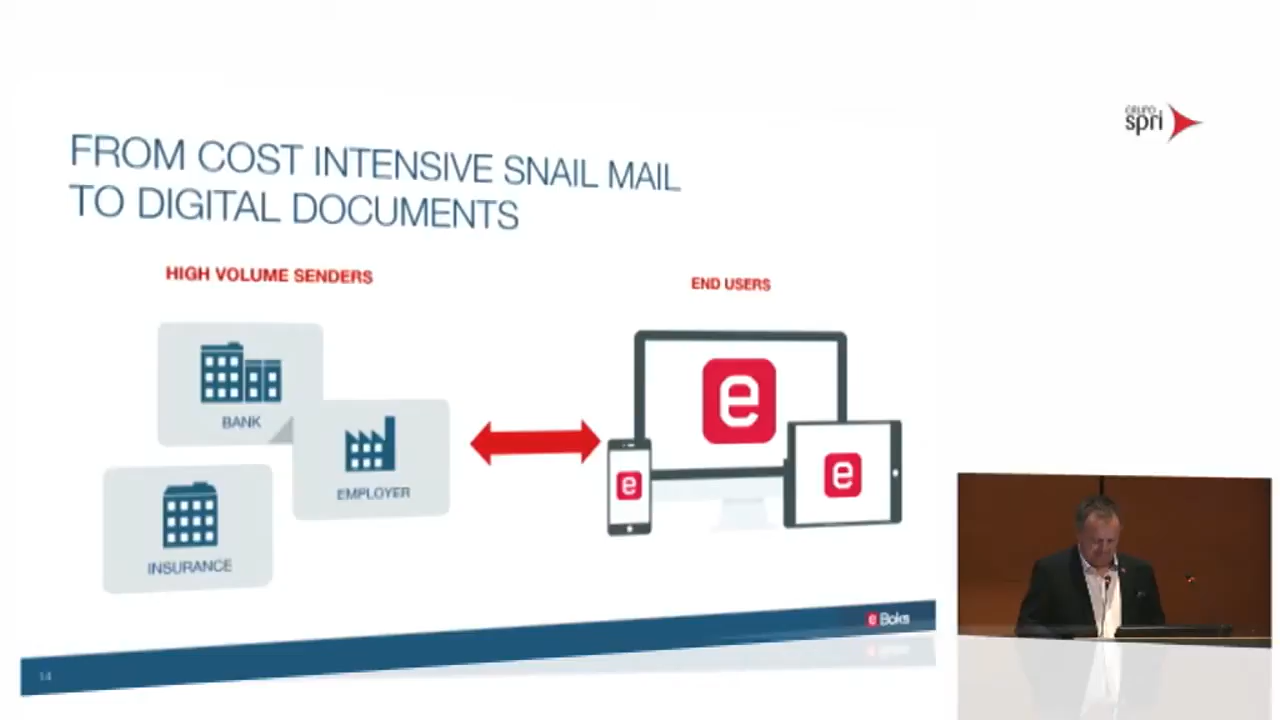 GRUPO
spri
FROM COST INTENSIVE SNAIL MAIL
TO DIGITAL DOCUMENTS
HIGH VOLUME SENDERS
END USERS
BANK
EMPLOYER
INSURANCE
e
e
e
e Boks
14